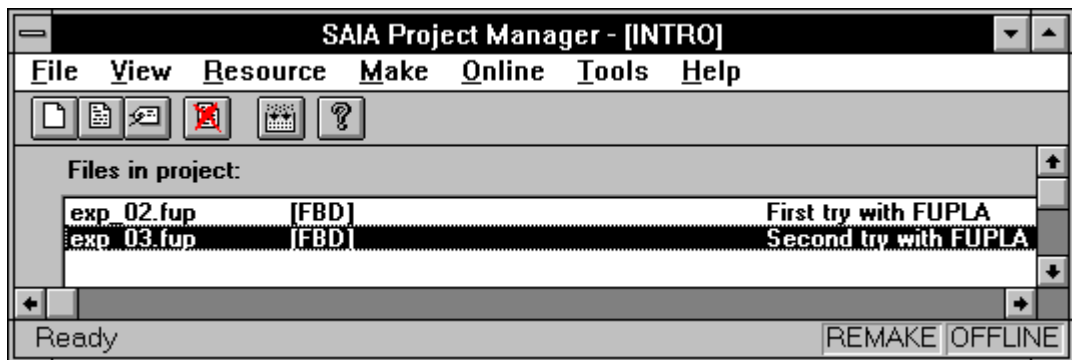 SAIA Project Manager - [INTRO]
File View Resource Make Online Tools Help
Files in project:
exp_02.fup [FBD] First try with FUPLA
exp_03.fup [FBD] Second try with FUPLA
Ready REMAKE OFFLINE